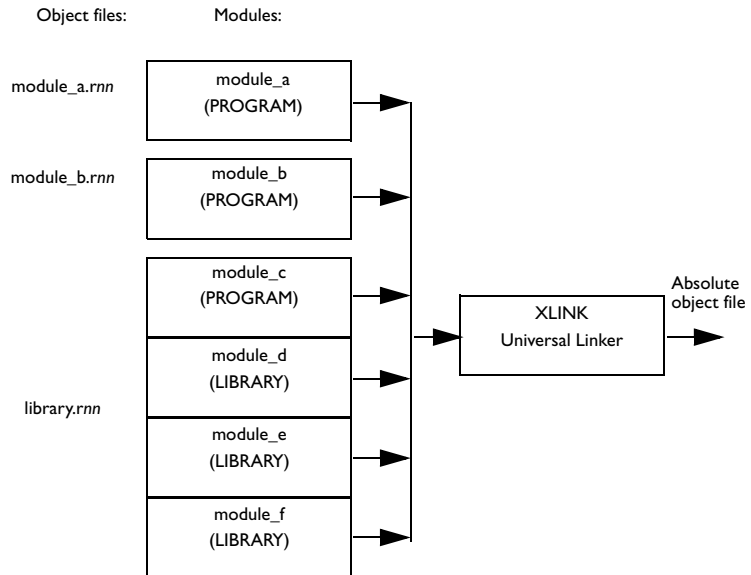 Object files: Modules:
module_a.rnn
module_a
(PROGRAM)
module_b.rnn
module_b
(PROGRAM)
module_c
(PROGRAM)
module_d
(LIBRARY)
library.rnn
module_e
(LIBRARY)
module_f
(LIBRARY)
XLINK
Universal Linker
Absolute
object file